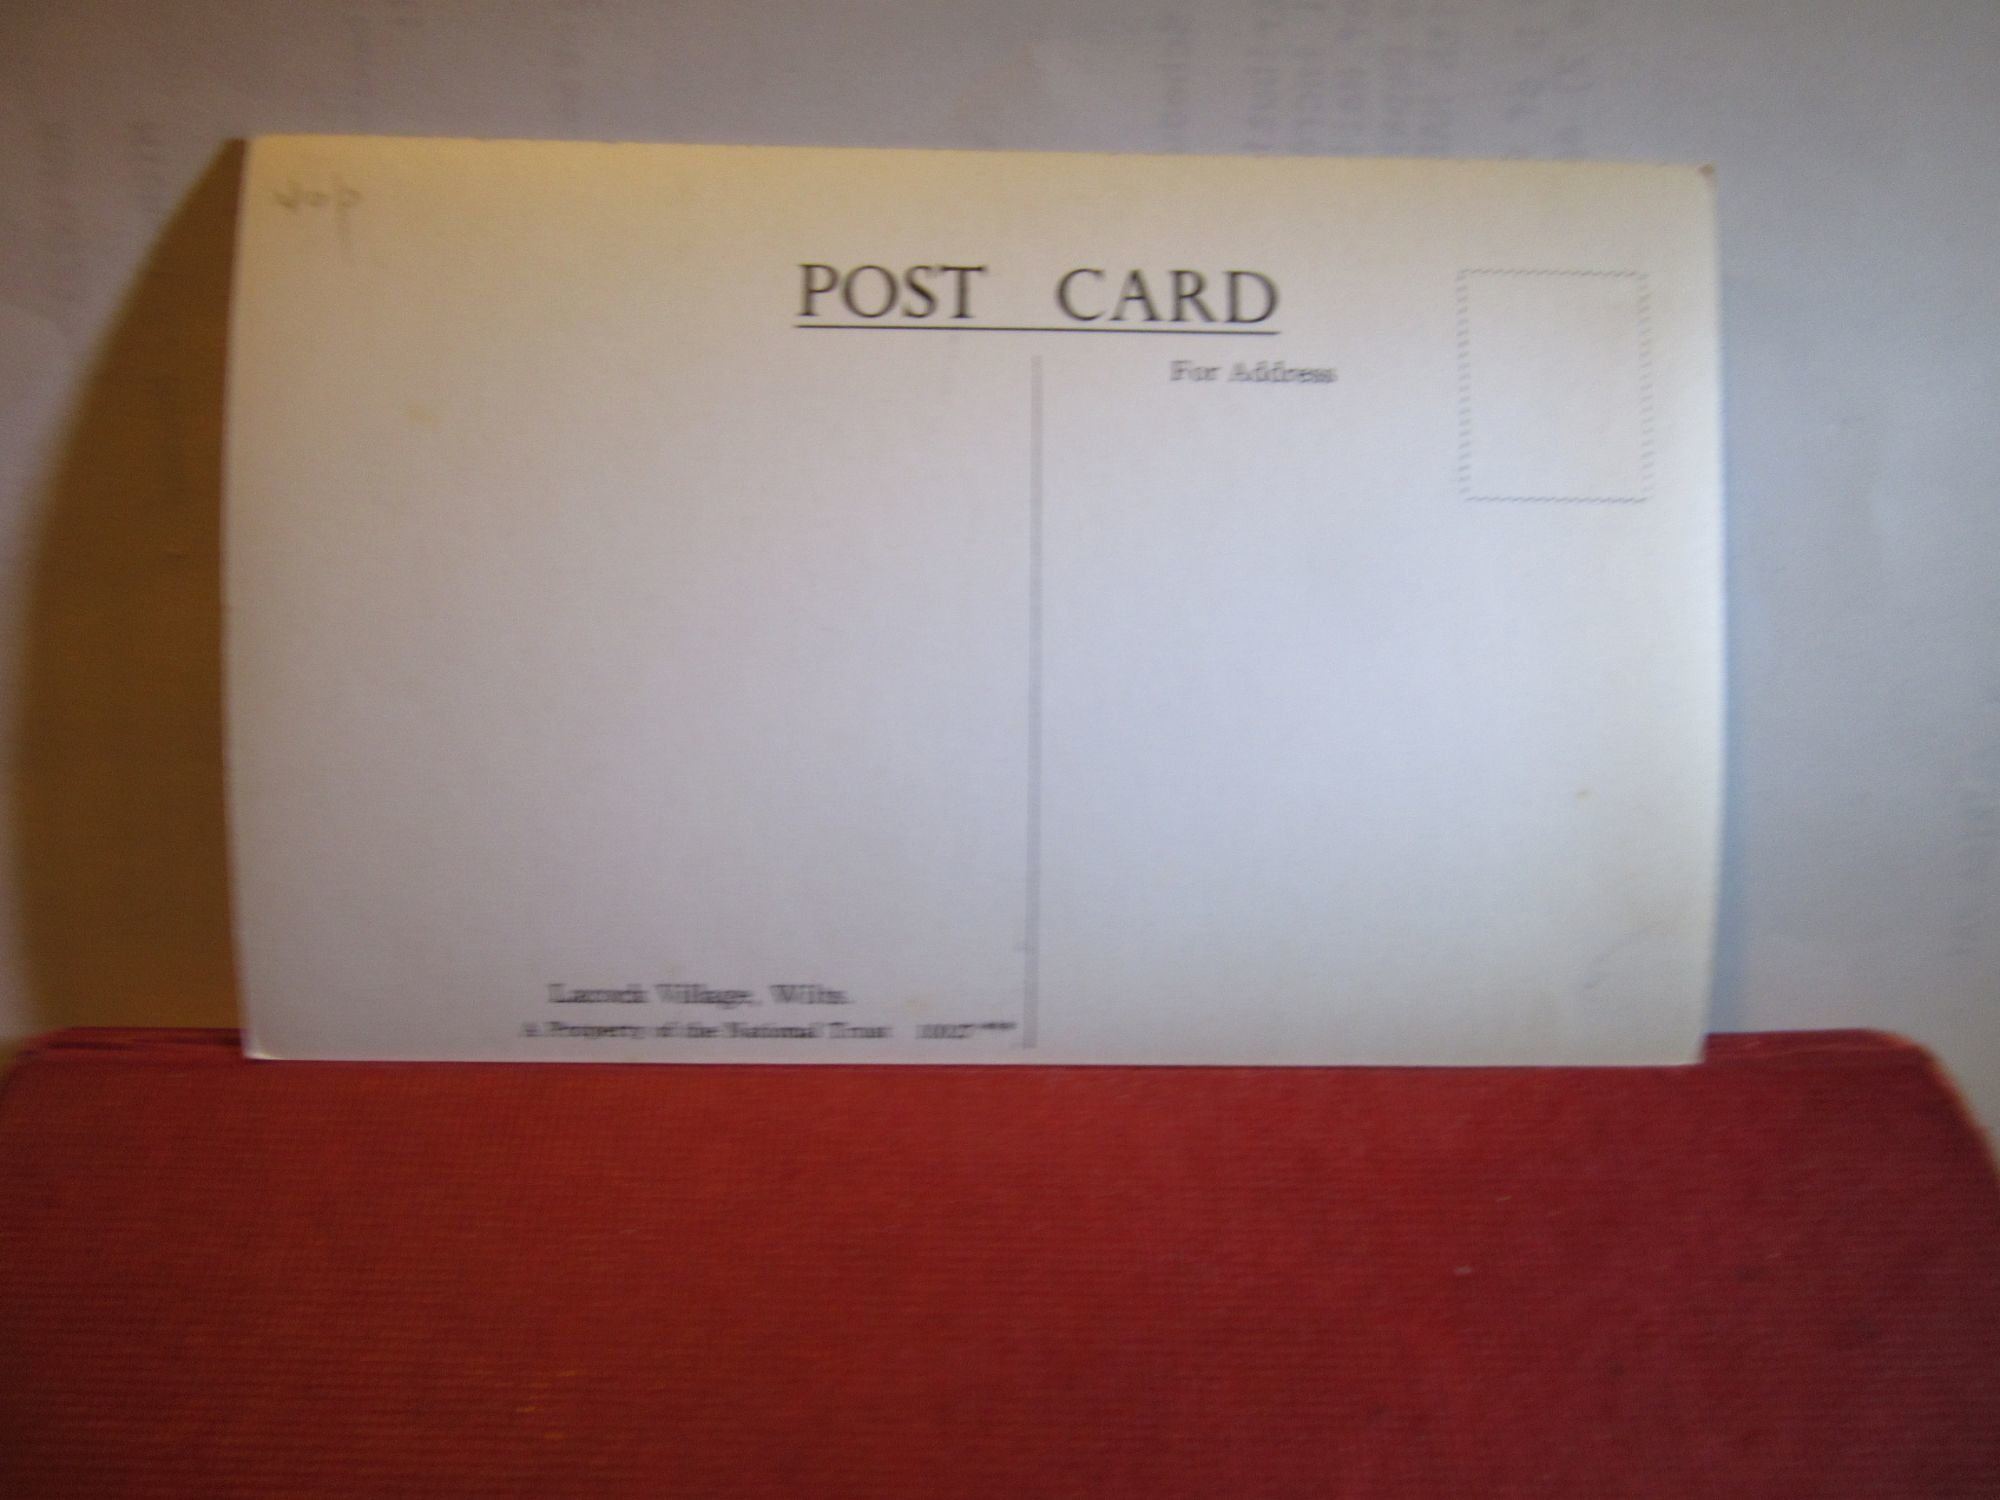 POST CARD
For Address
Lacock Village, Wilts.
A Property of the National Trust